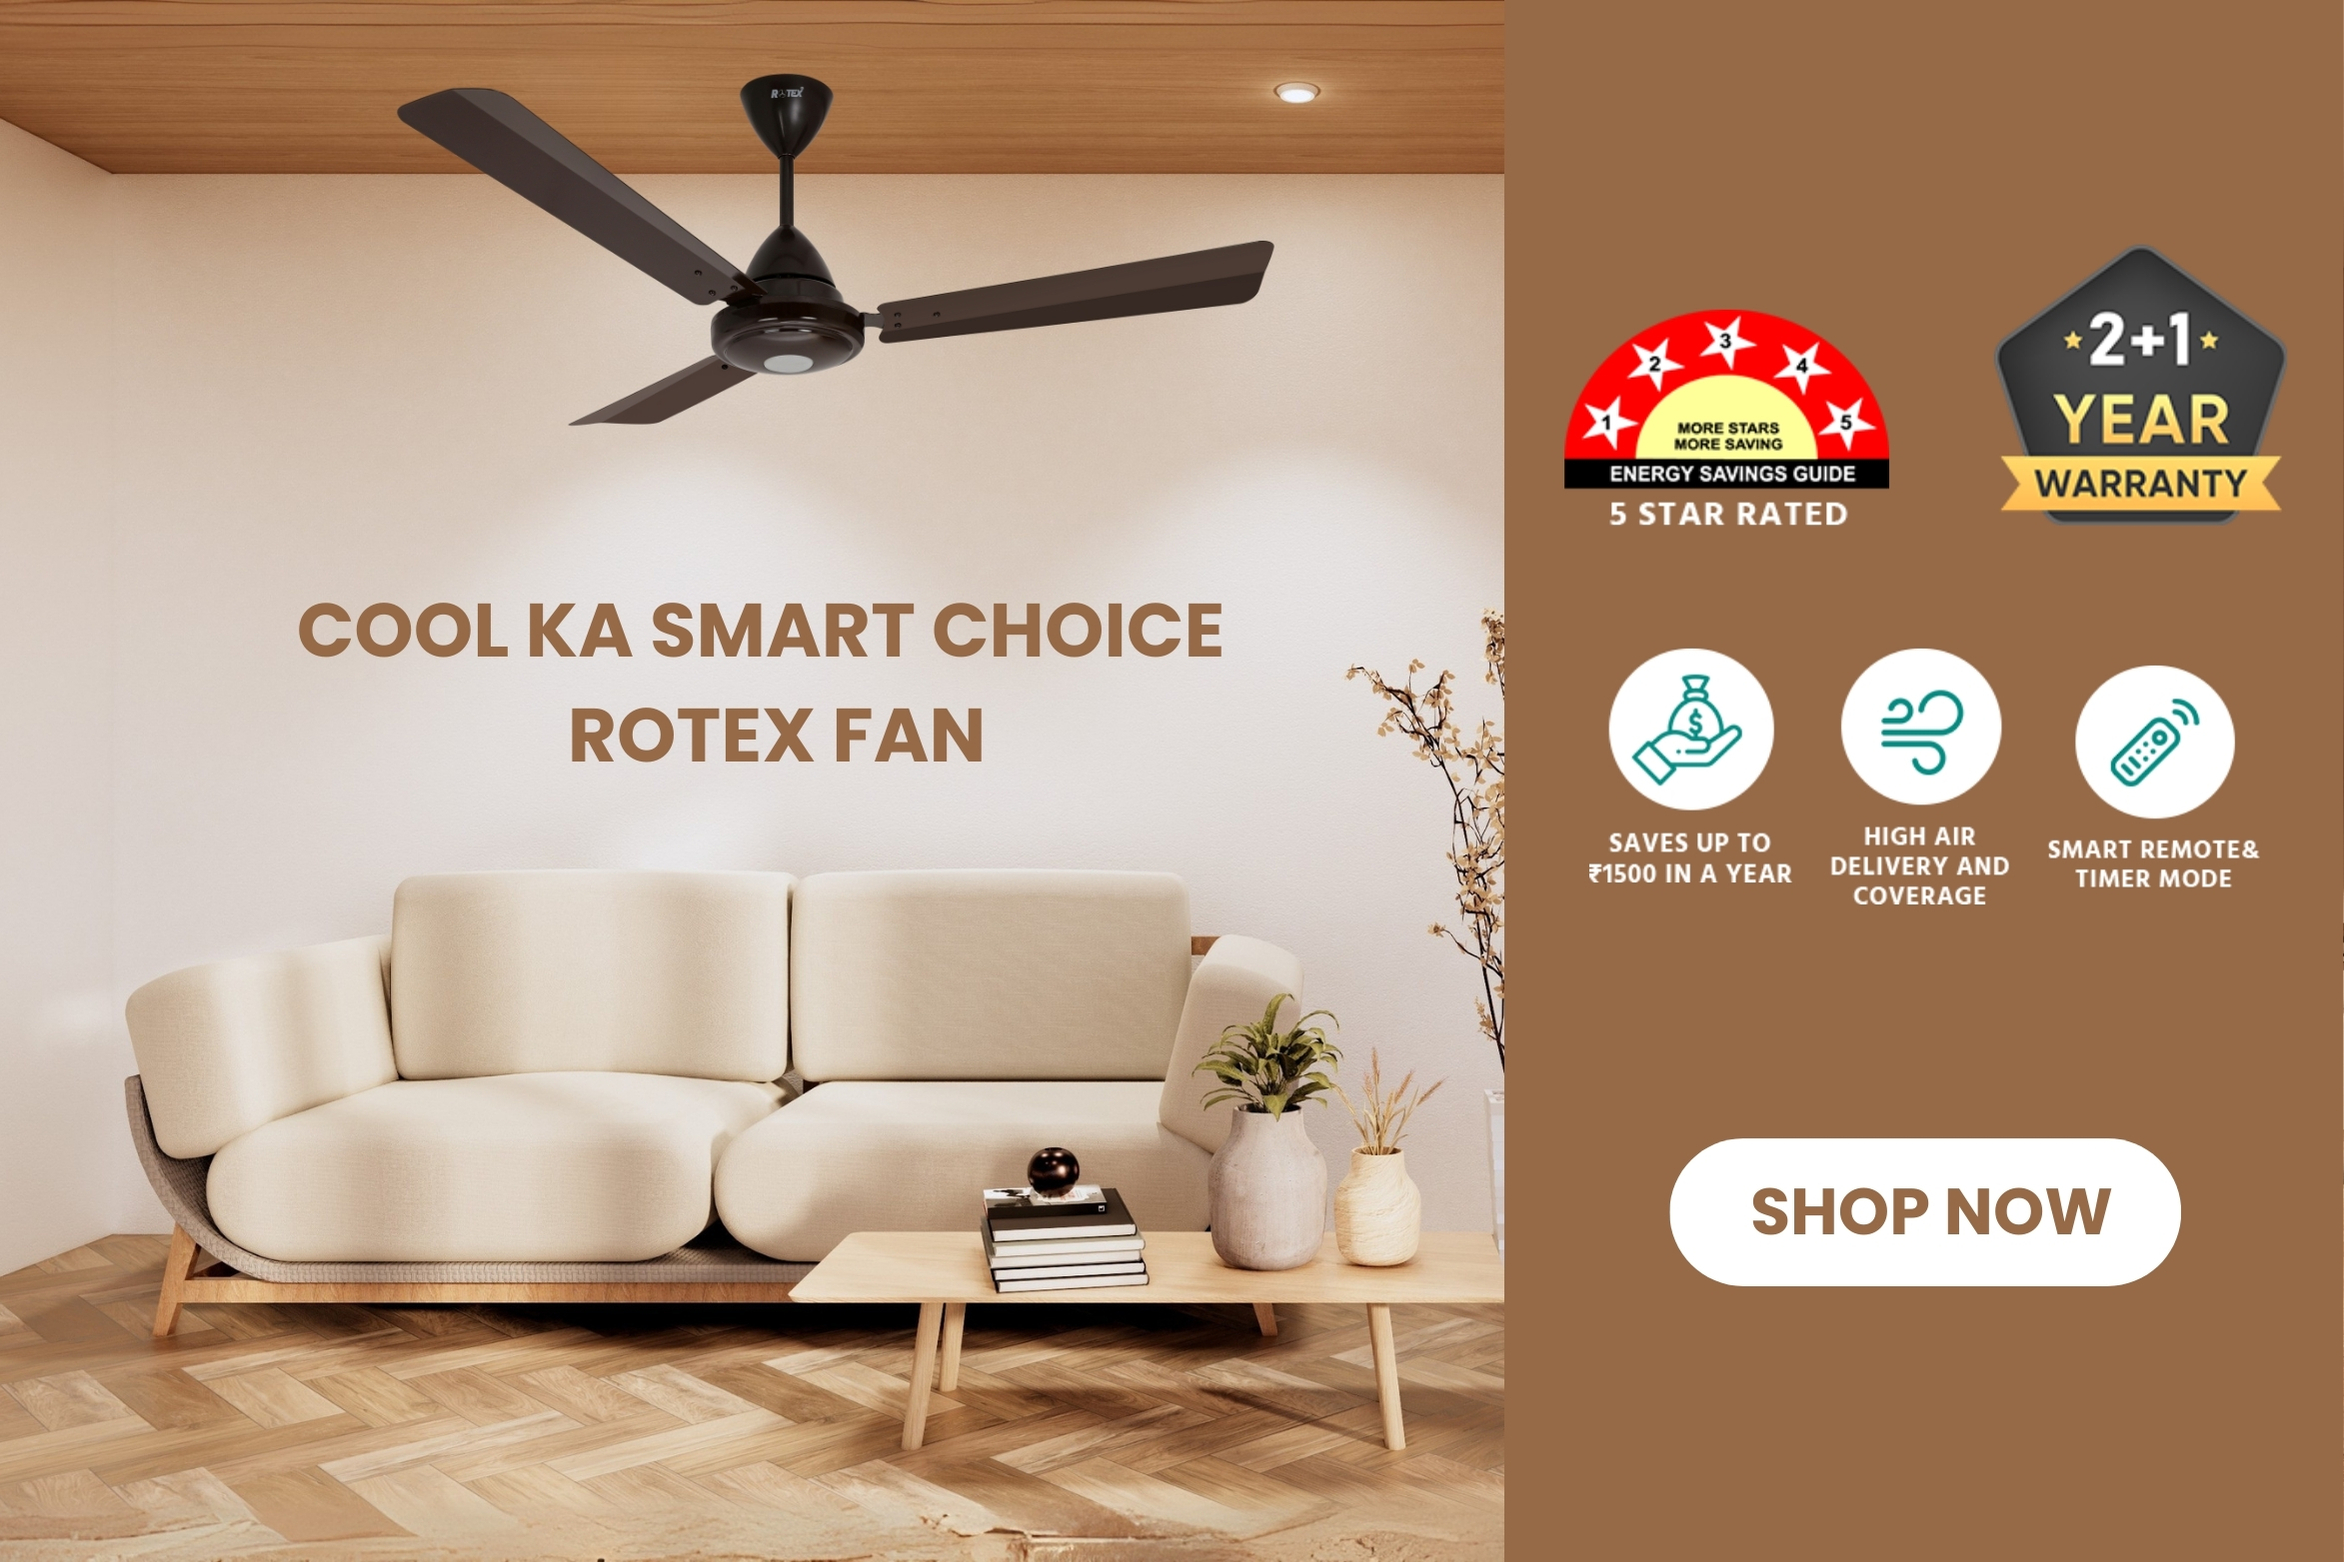 ROTEX
COOL KA SMART CHOICE
ROTEX FAN
1
2
3
4
5
MORE STARS
MORE SAVING
ENERGY SAVINGS GUIDE
5 STAR RATED
2+1
YEAR
WARRANTY
$
SAVES UP TO
₹1500 IN A YEAR
HIGH AIR
DELIVERY AND
COVERAGE
SMART REMOTE&
TIMER MODE
SHOP NOW